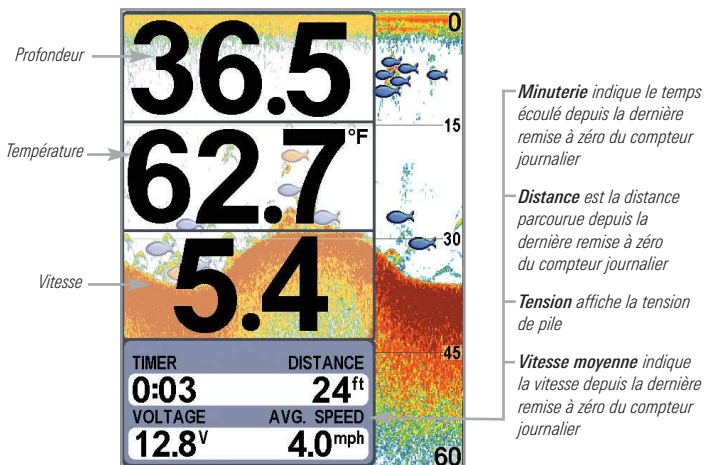 Profondeur
36.5
Température
62.7 °F
Vitesse
5.4
TIMER DISTANCE
0:03 24 ft
VOLTAGE AVG. SPEED
12.8 V 4.0 mph
0
15
30
45
60
Minuterie indique le temps
écoulé depuis la dernière
remise à zéro du compteur
journalier
Distance est la distance
parcourue depuis la
dernière remise à zéro
du compteur journalier
Tension affiche la tension
de pile
Vitesse moyenne indique
la vitesse depuis la dernière
remise à zéro du compteur
journalier